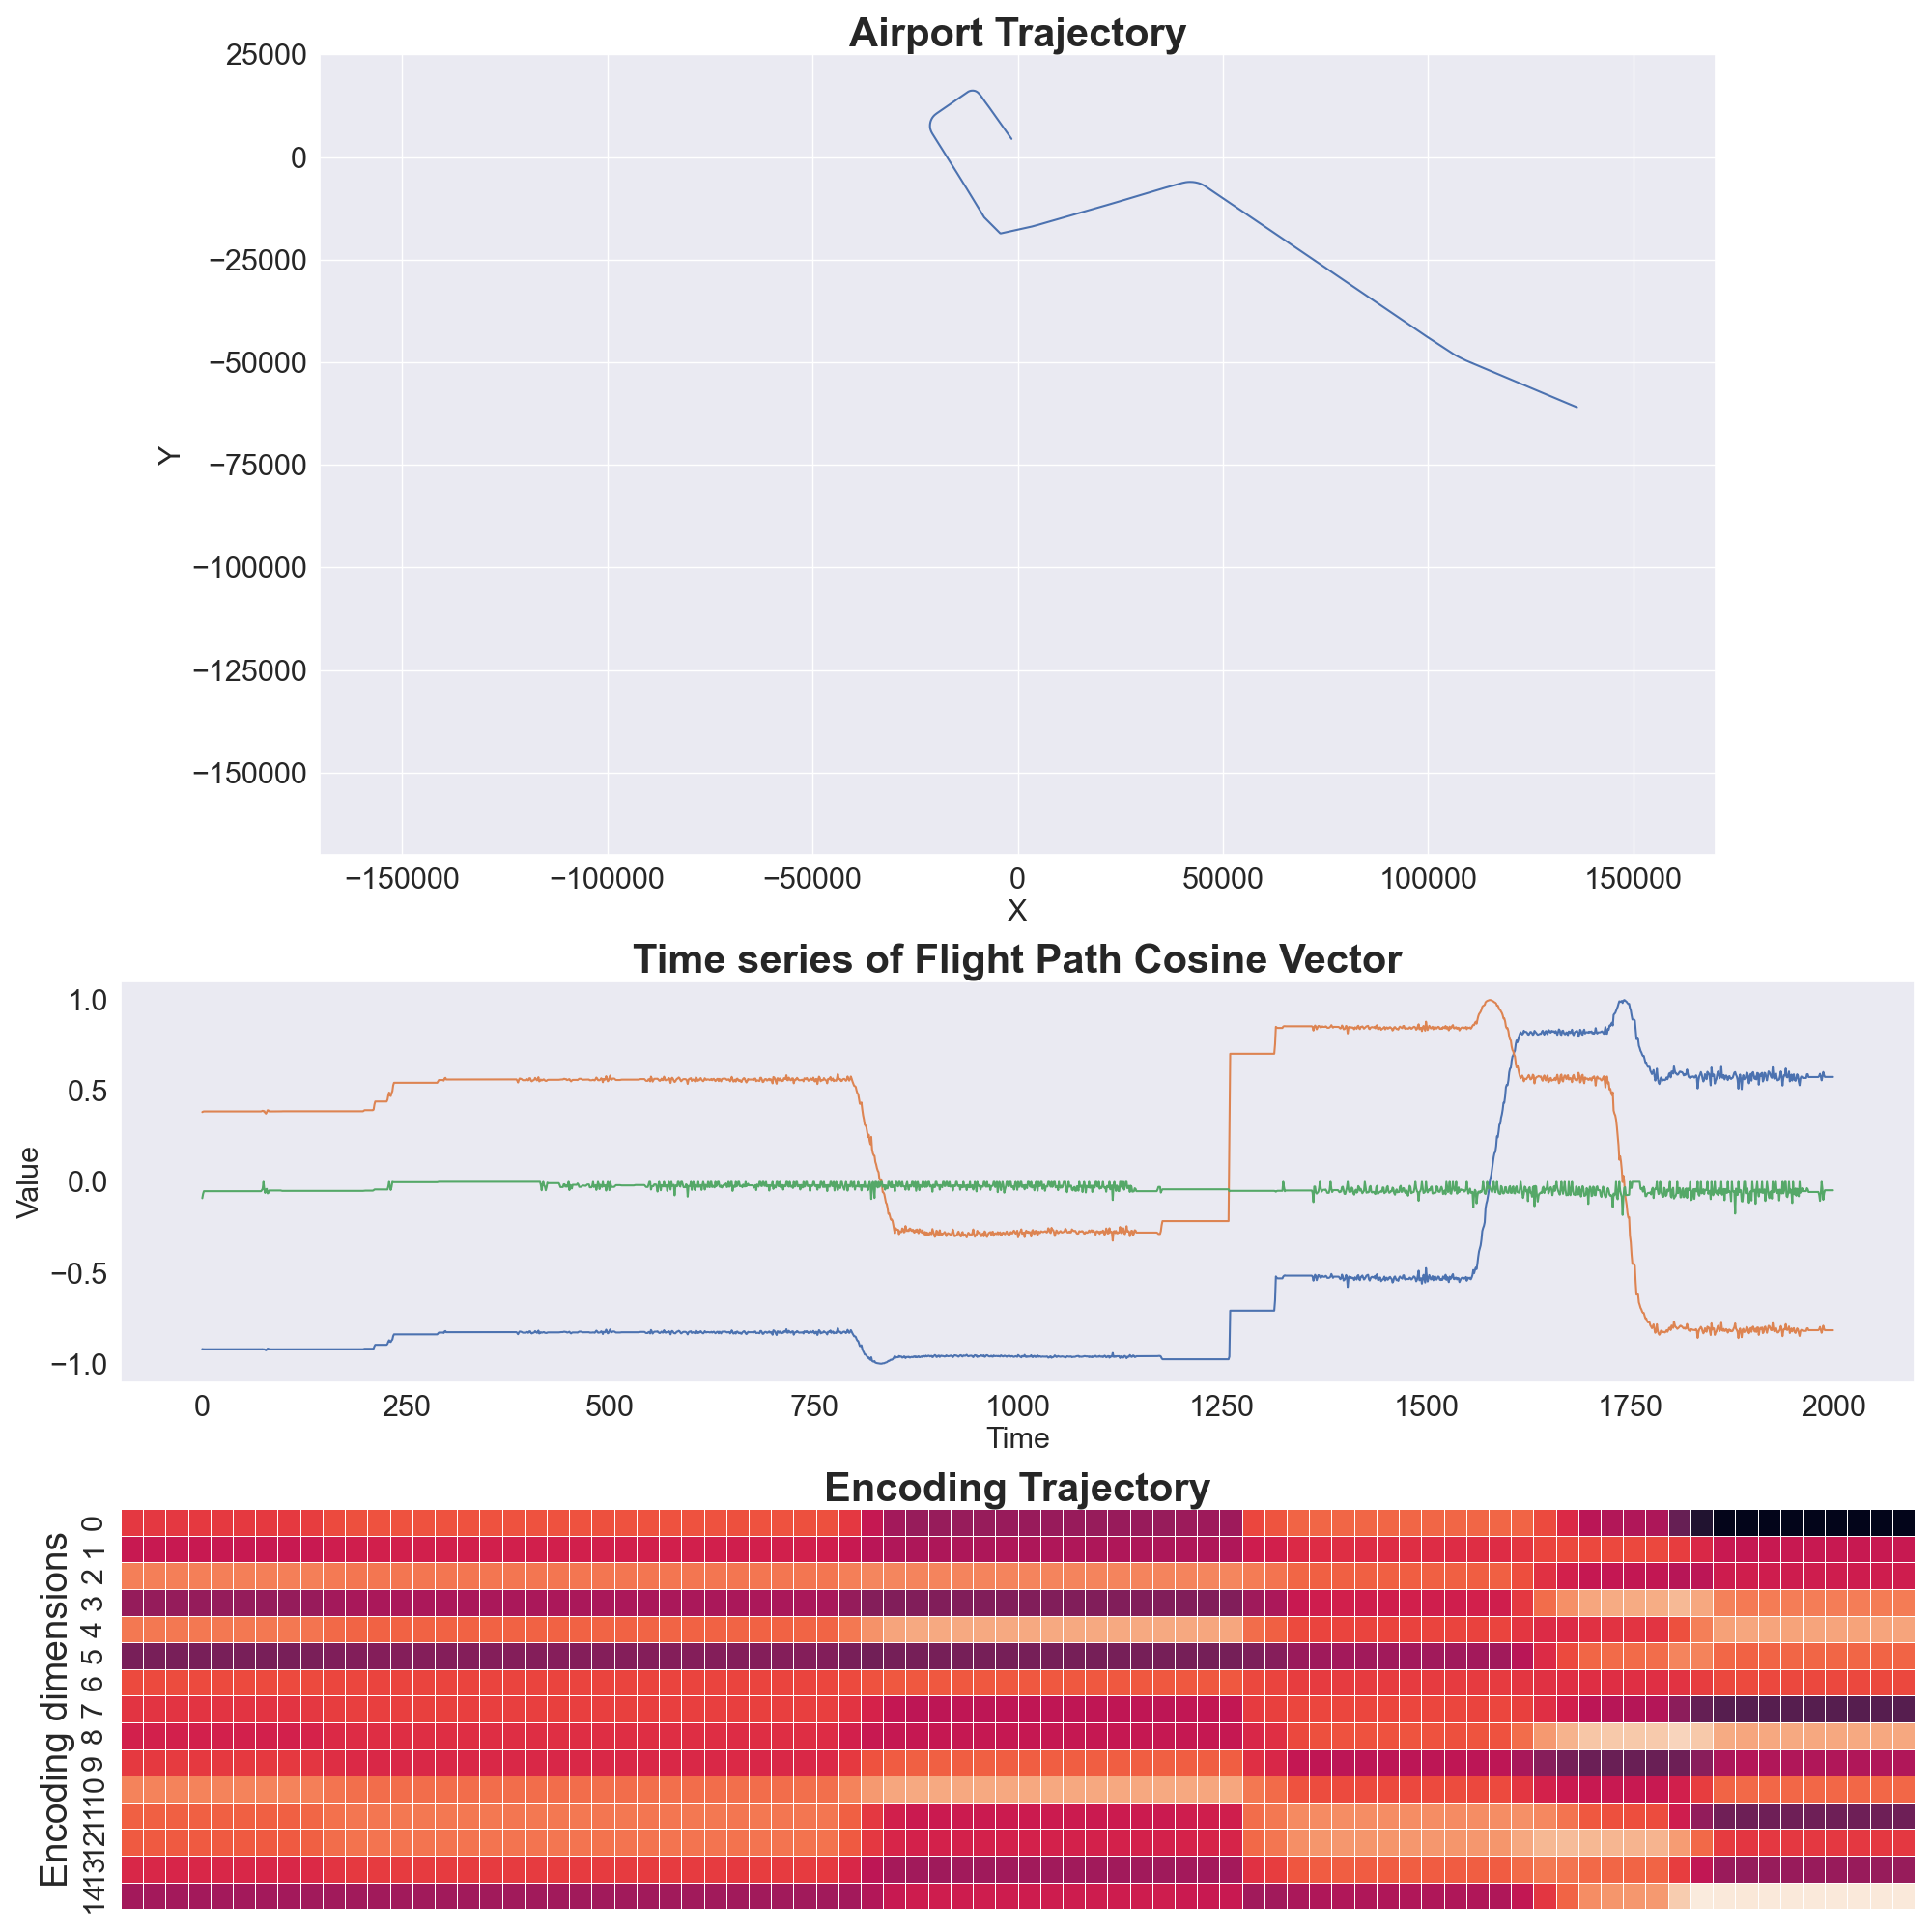 Airport Trajectory
25000
0
−25000
−50000
−75000
−100000
−125000
−150000
Y
−150000 −100000 −50000 0 50000 100000 150000
X
Time series of Flight Path Cosine Vector
1.0
0.5
0.0
−0.5
−1.0
Value
0 250 500 750 1000 1250 1500 1750 2000
Time
Encoding Trajectory
Encoding dimensions
0
1
2
3
4
5
6
7
8
9
10
11
12
13
14